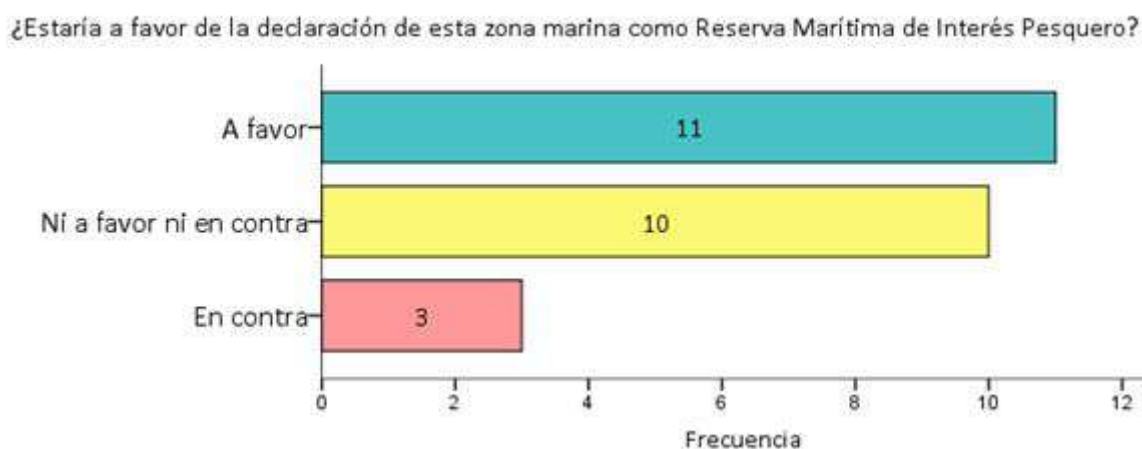 ¿Estaría a favor de la declaración de esta zona marina como Reserva Marítima de Interés Pesquero?
A favor
11
Ni a favor ni en contra
10
En contra
3
0 2 4 6 8 10 12
Frecuencia